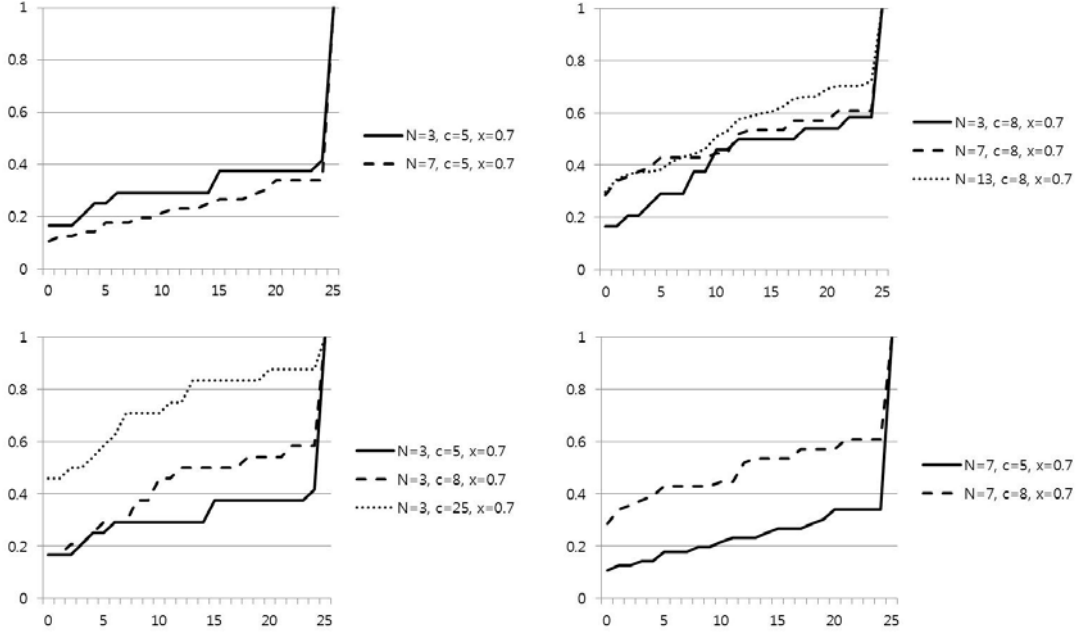 1
0.8
0.6
0.4
0.2
0
0 5 10 15 20 25
N=3, c=5, x=0.7
N=7, c=5, x=0.7
1
0.8
0.6
0.4
0.2
0
0 5 10 15 20 25
N=3, c=8, x=0.7
N=7, c=8, x=0.7
N=13, c=8, x=0.7
1
0.8
0.6
0.4
0.2
0
0 5 10 15 20 25
N=3, c=5, x=0.7
N=3, c=8, x=0.7
N=3, c=25, x=0.7
1
0.8
0.6
0.4
0.2
0
0 5 10 15 20 25
N=7, c=5, x=0.7
N=7, c=8, x=0.7